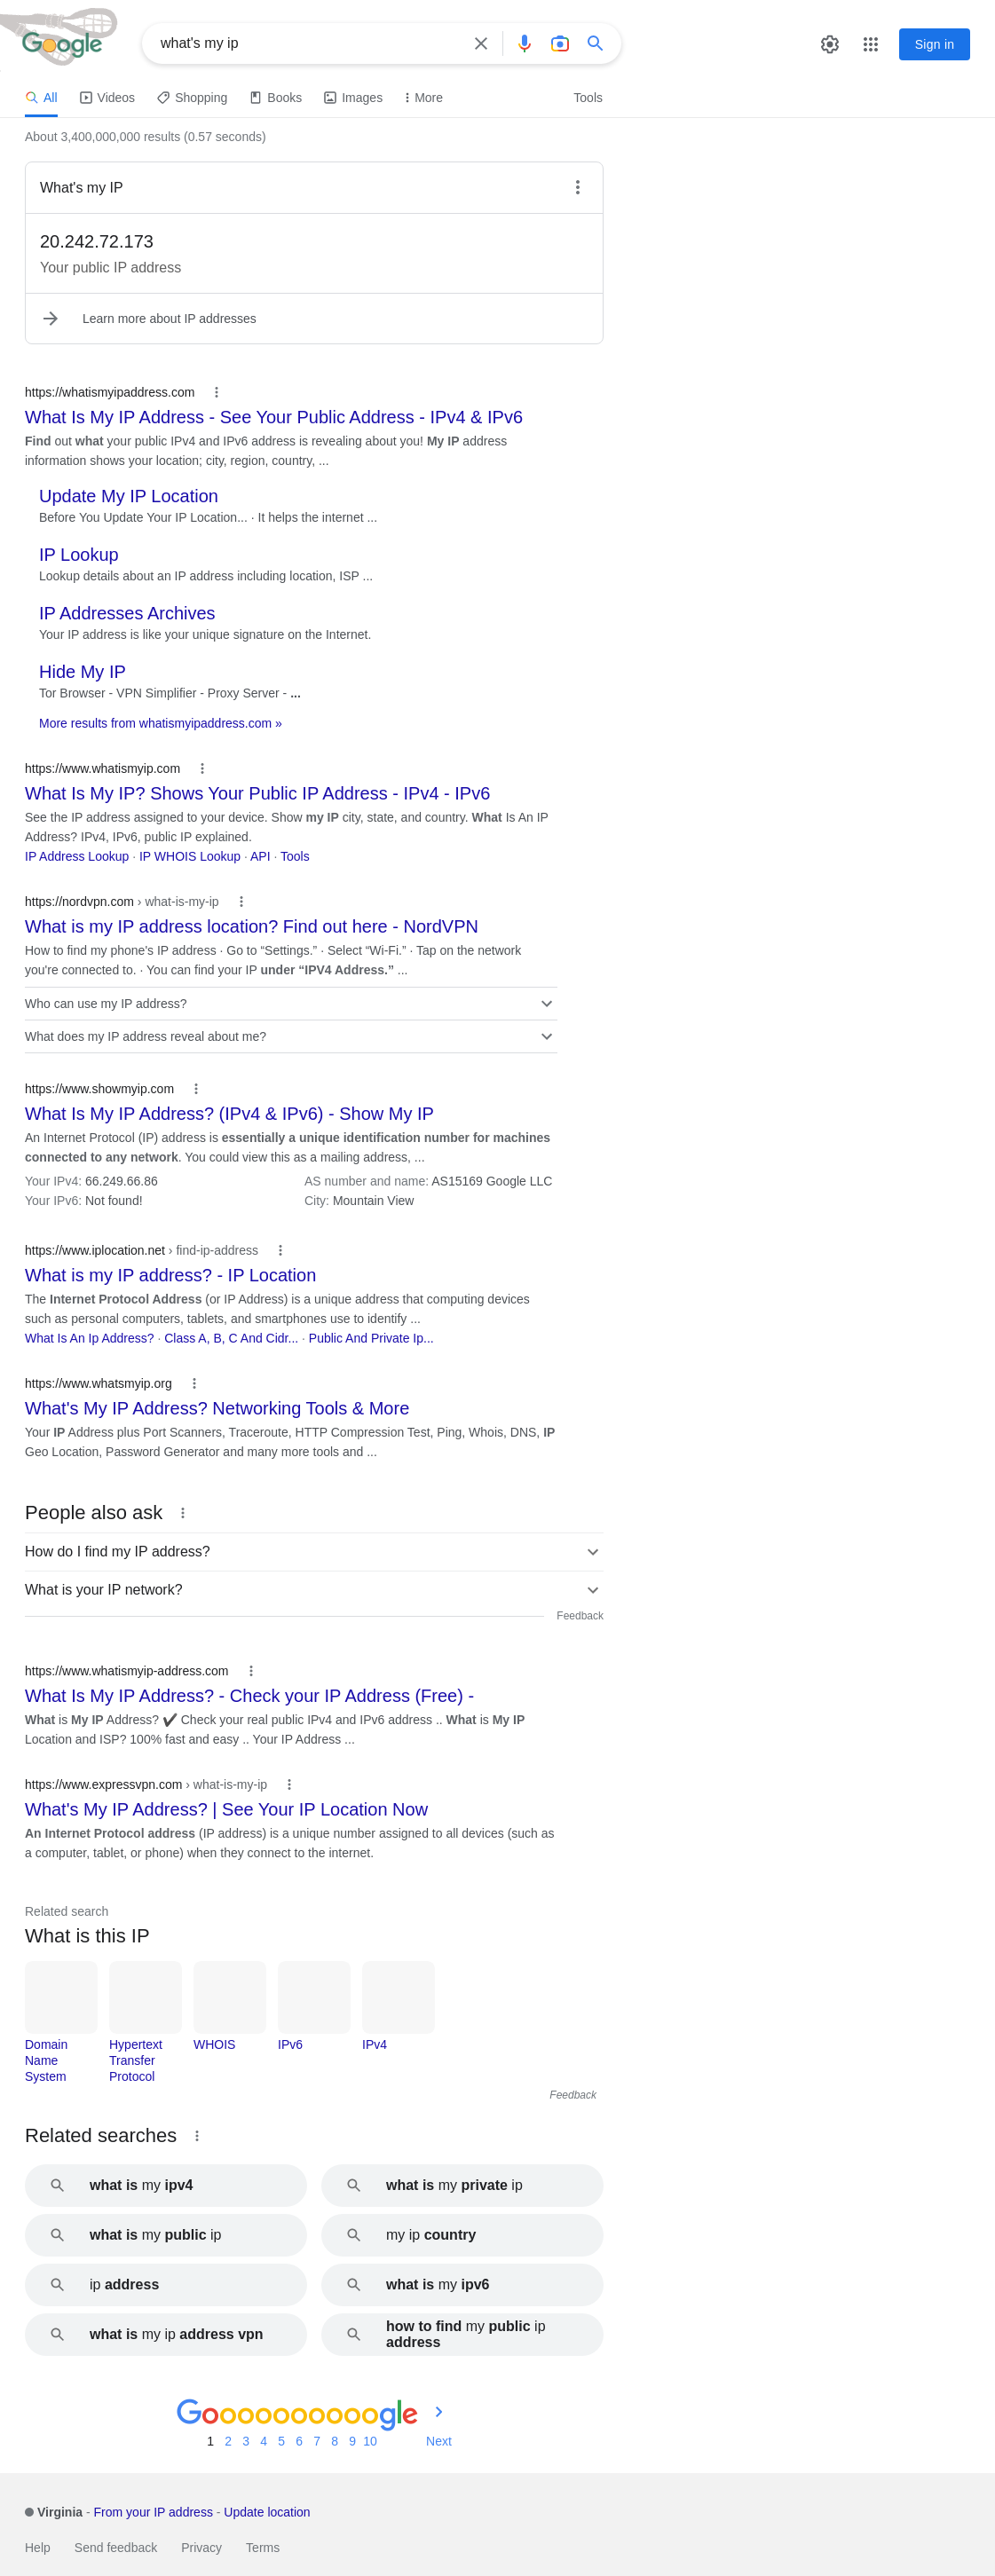 Google
what's my ip
Sign in
All Videos Shopping Books Images More Tools
About 3,400,000,000 results (0.57 seconds)
What's my IP
20.242.72.173
Your public IP address
Learn more about IP addresses
https://whatismyipaddress.com
What Is My IP Address - See Your Public Address - IPv4 & IPv6
Find out what your public IPv4 and IPv6 address is revealing about you! My IP address
information shows your location; city, region, country, ...
Update My IP Location
Before You Update Your IP Location... · It helps the internet ...
IP Lookup
Lookup details about an IP address including location, ISP ...
IP Addresses Archives
Your IP address is like your unique signature on the Internet.
Hide My IP
Tor Browser - VPN Simplifier - Proxy Server - ...
More results from whatismyipaddress.com »
https://www.whatismyip.com
What Is My IP? Shows Your Public IP Address - IPv4 - IPv6
See the IP address assigned to your device. Show my IP city, state, and country. What Is An IP
Address? IPv4, IPv6, public IP explained.
IP Address Lookup · IP WHOIS Lookup · API · Tools
https://nordvpn.com › what-is-my-ip
What is my IP address location? Find out here - NordVPN
How to find my phone's IP address · Go to “Settings.” · Select “Wi-Fi.” · Tap on the network
you're connected to. · You can find your IP under “IPV4 Address.” ...
Who can use my IP address?
What does my IP address reveal about me?
https://www.showmyip.com
What Is My IP Address? (IPv4 & IPv6) - Show My IP
An Internet Protocol (IP) address is essentially a unique identification number for machines
connected to any network. You could view this as a mailing address, ...
Your IPv4: 66.249.66.86 AS number and name: AS15169 Google LLC
Your IPv6: Not found! City: Mountain View
https://www.iplocation.net › find-ip-address
What is my IP address? - IP Location
The Internet Protocol Address (or IP Address) is a unique address that computing devices
such as personal computers, tablets, and smartphones use to identify ...
What Is An Ip Address? · Class A, B, C And Cidr... · Public And Private Ip...
https://www.whatsmyip.org
What's My IP Address? Networking Tools & More
Your IP Address plus Port Scanners, Traceroute, HTTP Compression Test, Ping, Whois, DNS, IP
Geo Location, Password Generator and many more tools and ...
People also ask
How do I find my IP address?
What is your IP network?
Feedback
https://www.whatismyip-address.com
What Is My IP Address? - Check your IP Address (Free) -
What is My IP Address? ✔️ Check your real public IPv4 and IPv6 address .. What is My IP
Location and ISP? 100% fast and easy .. Your IP Address ...
https://www.expressvpn.com › what-is-my-ip
What's My IP Address? | See Your IP Location Now
An Internet Protocol address (IP address) is a unique number assigned to all devices (such as
a computer, tablet, or phone) when they connect to the internet.
Related search
What is this IP
Domain Hypertext WHOIS IPv6 IPv4
Name Transfer
System Protocol
Feedback
Related searches
what is my ipv4
what is my private ip
what is my public ip
my ip country
ip address
what is my ipv6
what is my ip address vpn
how to find my public ip
address
Goooooooooogle
1 2 3 4 5 6 7 8 9 10 Next
Virginia - From your IP address - Update location
Help Send feedback Privacy Terms